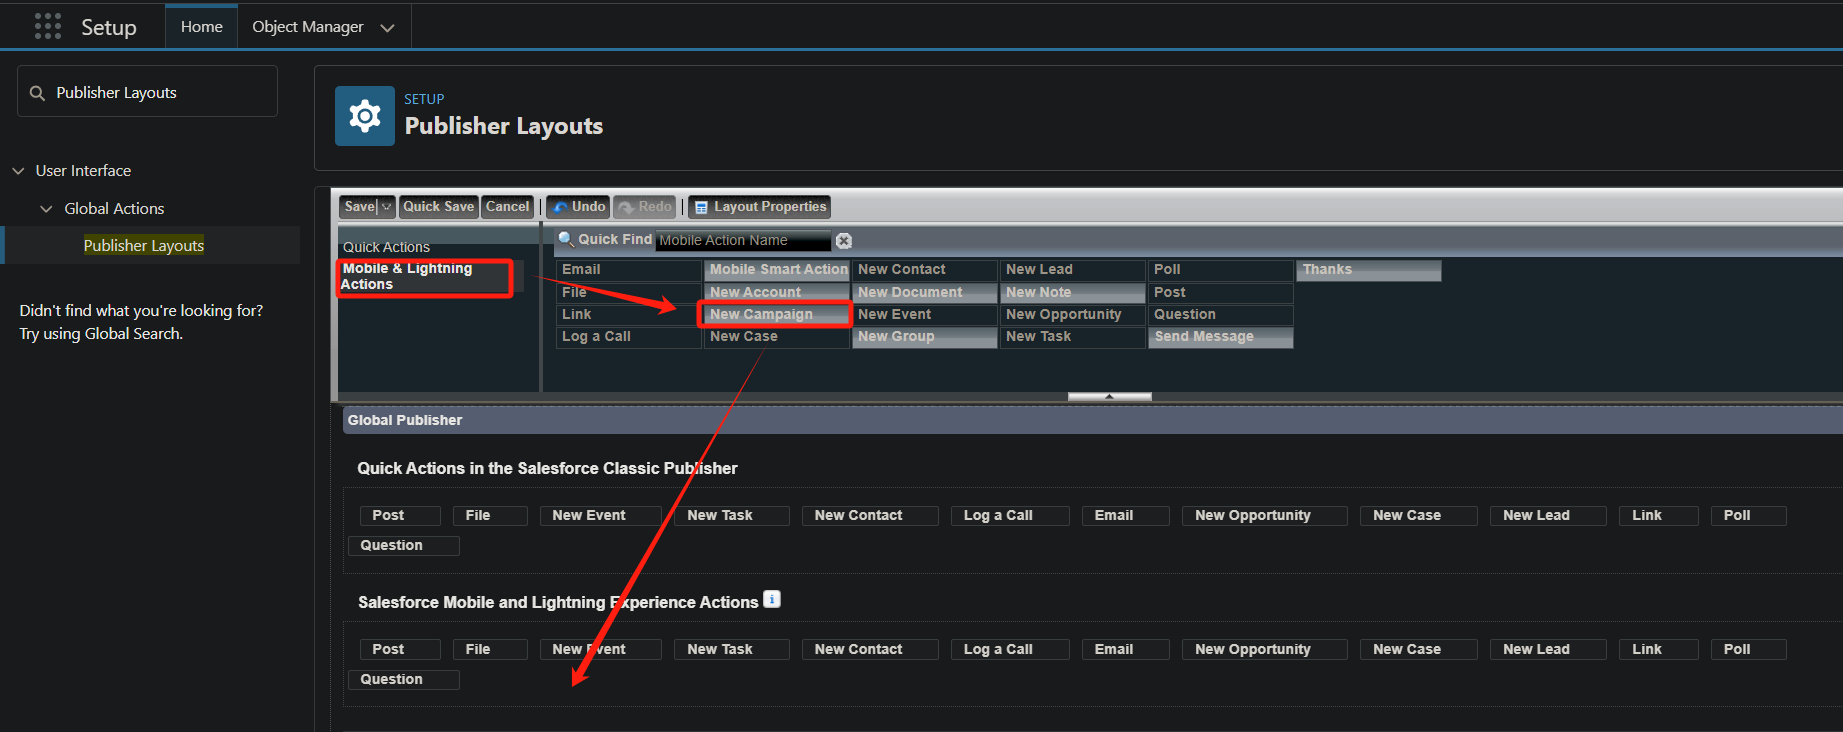 Setup Home Object Manager
Publisher Layouts
SETUP
Publisher Layouts
User Interface
Global Actions
Publisher Layouts
Didn't find what you're looking for?
Try using Global Search.
Save Quick Save Cancel Undo Redo Layout Properties
Quick Actions
Mobile & Lightning
Actions
Quick Find Mobile Action Name
Email Mobile Smart Action New Contact New Lead Poll Thanks
File New Account New Document New Note Post
Link New Campaign New Event New Opportunity Question
Log a Call New Case New Group New Task Send Message
Global Publisher
Quick Actions in the Salesforce Classic Publisher
Post File New Event New Task New Contact Log a Call Email New Opportunity New Case New Lead Link Poll
Question
Salesforce Mobile and Lightning Experience Actions
Post File New Event New Task New Contact Log a Call Email New Opportunity New Case New Lead Link Poll
Question